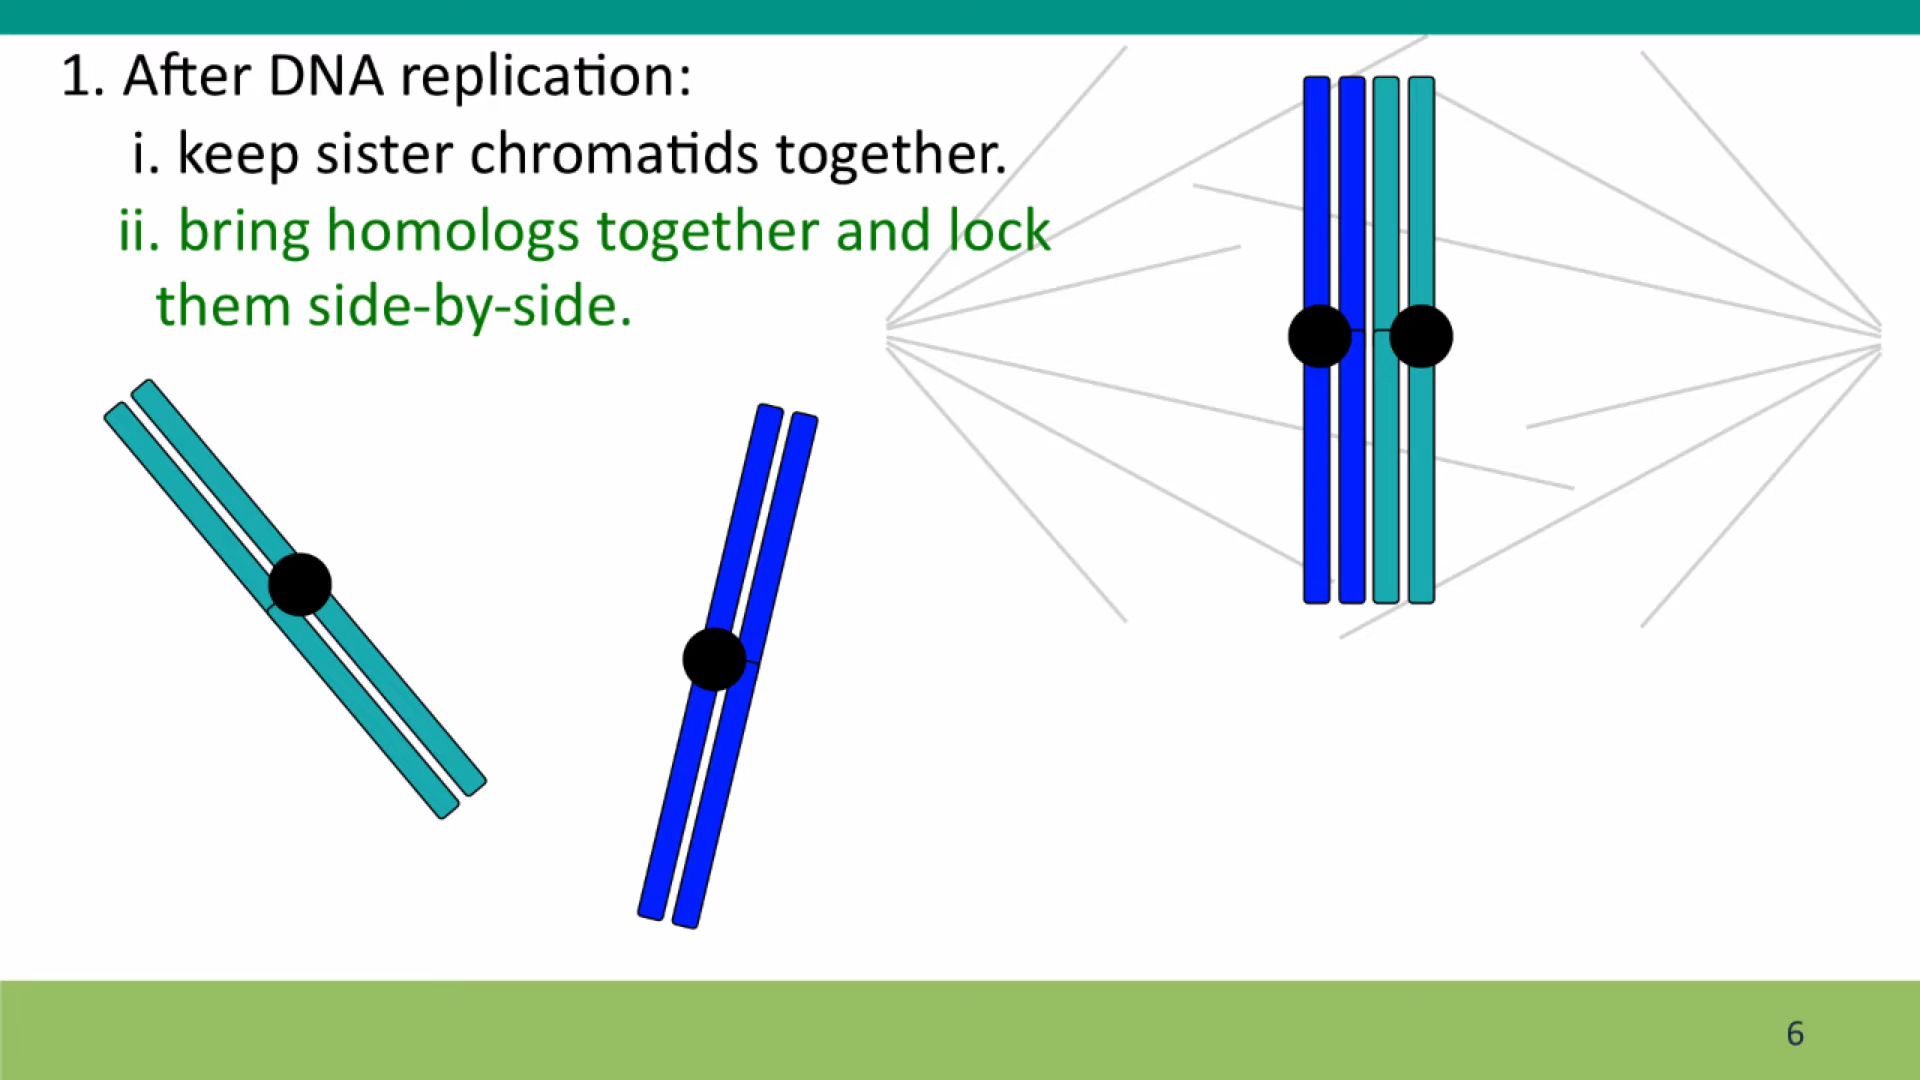 1. After DNA replication:
i. keep sister chromatids together.
ii. bring homologs together and lock
them side-by-side.
6